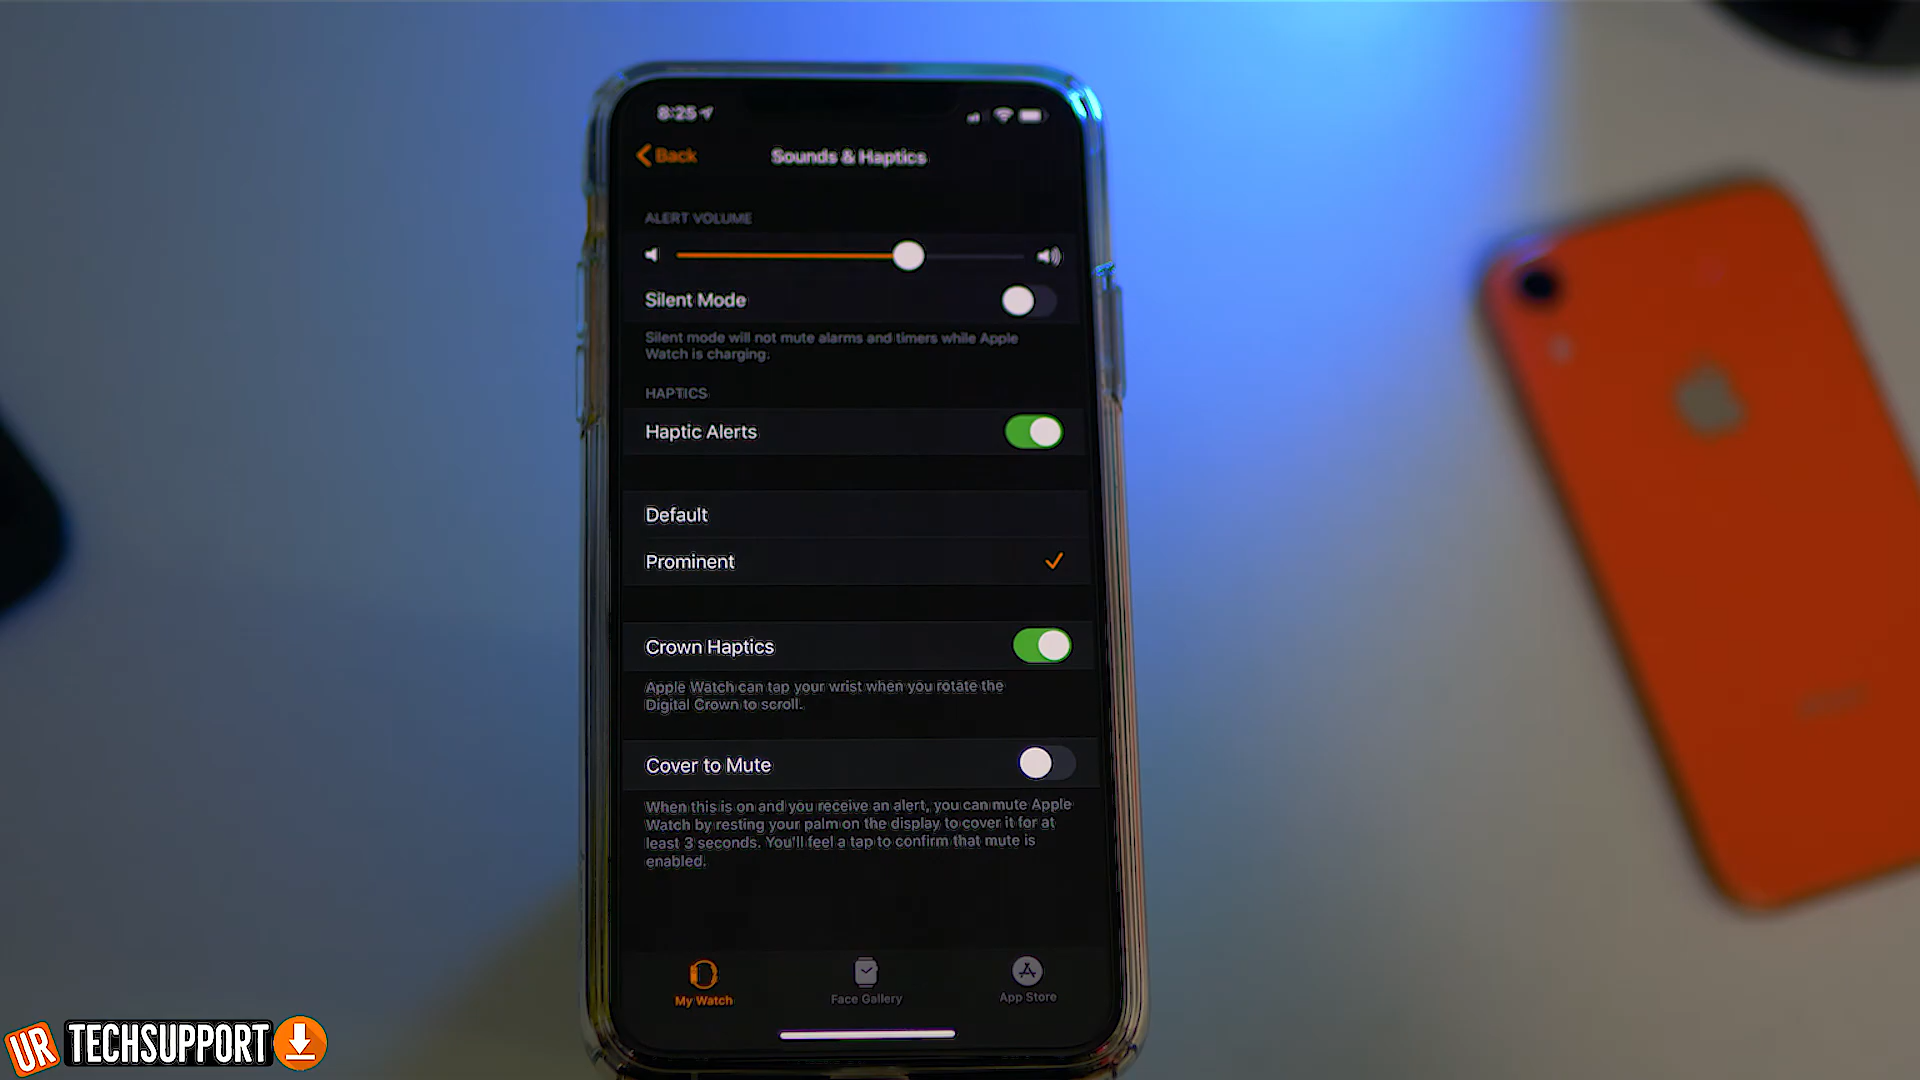 8:25
Back
Sounds & Haptics
ALERT VOLUME
Silent Mode
Silent mode will not mute alarms and timers while Apple
Watch is charging.
HAPTICS
Haptic Alerts
Default
Prominent
Crown Haptics
Apple Watch can tap your wrist when you rotate the
Digital Crown to scroll.
Cover to Mute
When this is on and you receive an alert, you can mute Apple
Watch by resting your palm on the display to cover it for at
least 3 seconds. You'll feel a tap to confirm that mute is
enabled.
My Watch
Face Gallery
App Store
UR TECHSUPPORT